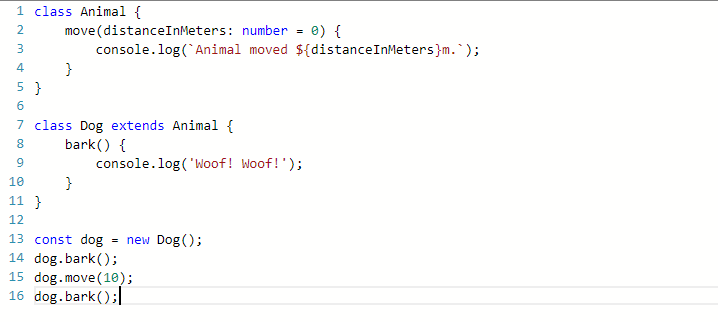 1 class Animal {
2     move(distanceInMeters: number = 0) {
3         console.log(`Animal moved ${distanceInMeters}m.`);
4     }
5 }
6
7 class Dog extends Animal {
8     bark() {
9         console.log('Woof! Woof!');
10     }
11 }
12
13 const dog = new Dog();
14 dog.bark();
15 dog.move(10);
16 dog.bark();